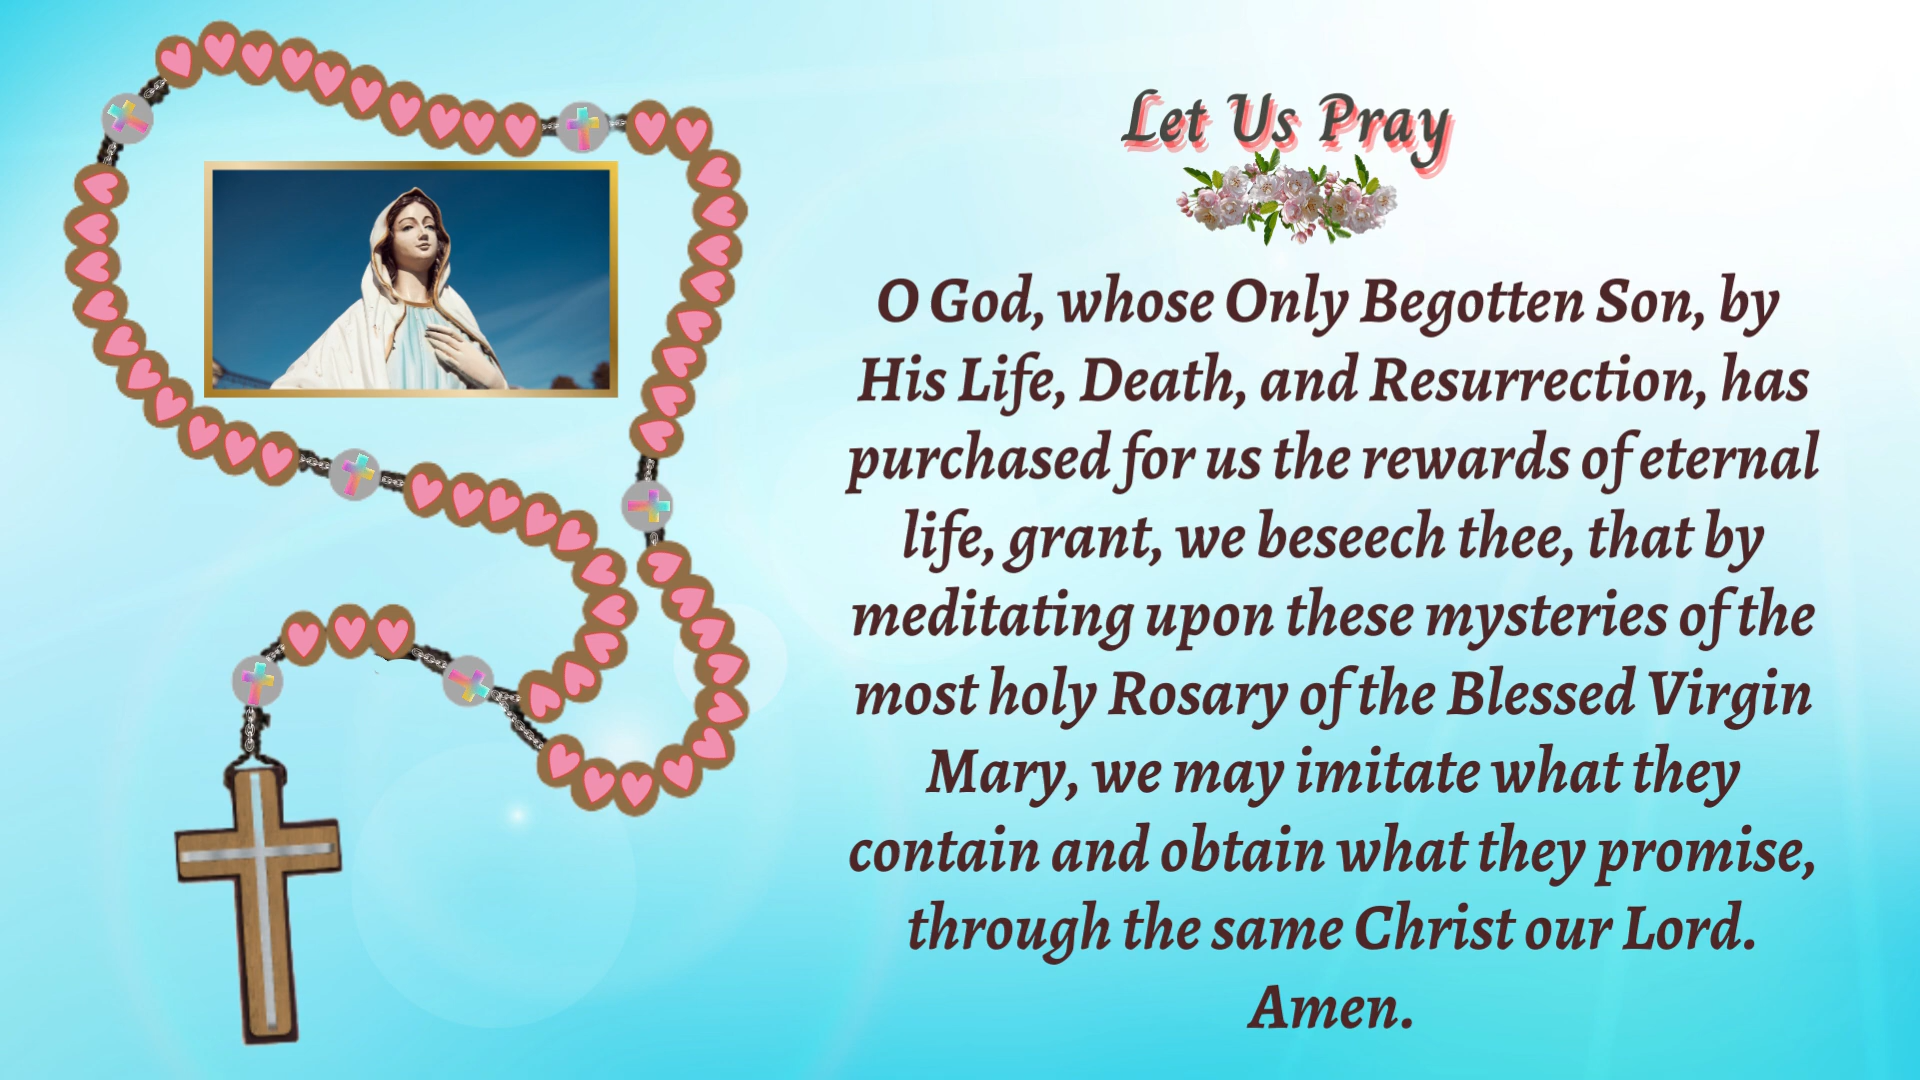 Let Us Pray
O God, whose Only Begotten Son, by
His Life, Death, and Resurrection, has
purchased for us the rewards of eternal
life, grant, we beseech thee, that by
meditating upon these mysteries of the
most holy Rosary of the Blessed Virgin
Mary, we may imitate what they
contain and obtain what they promise,
through the same Christ our Lord.
Amen.